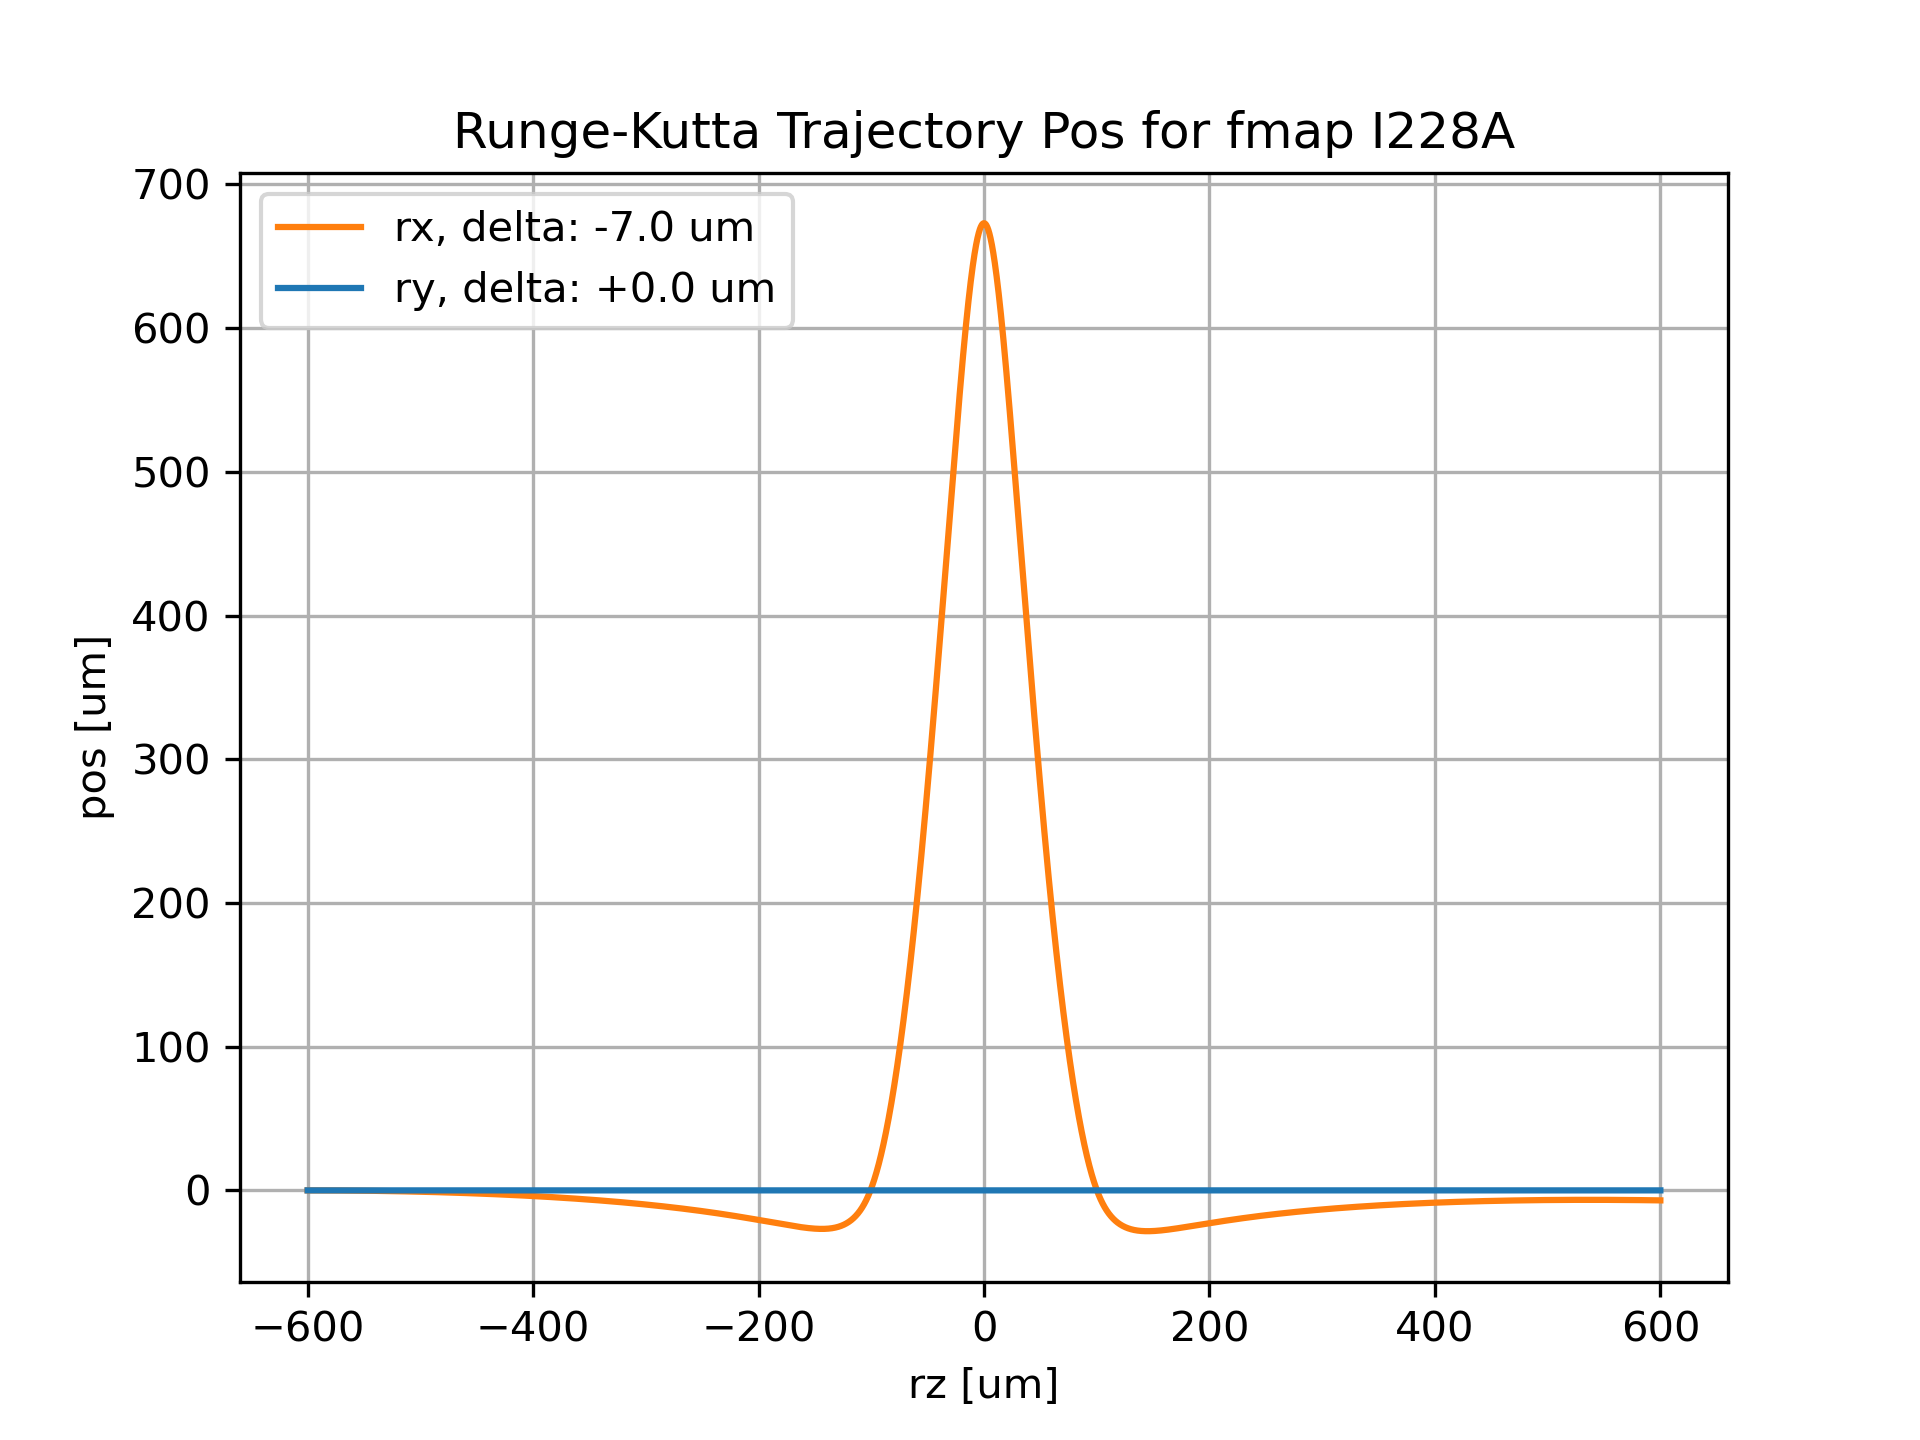 Runge-Kutta Trajectory Pos for fmap I228A
rx, delta: -7.0 um
ry, delta: +0.0 um
700
600
500
400
300
200
100
0
pos [um]
−600 −400 −200 0 200 400 600
rz [um]